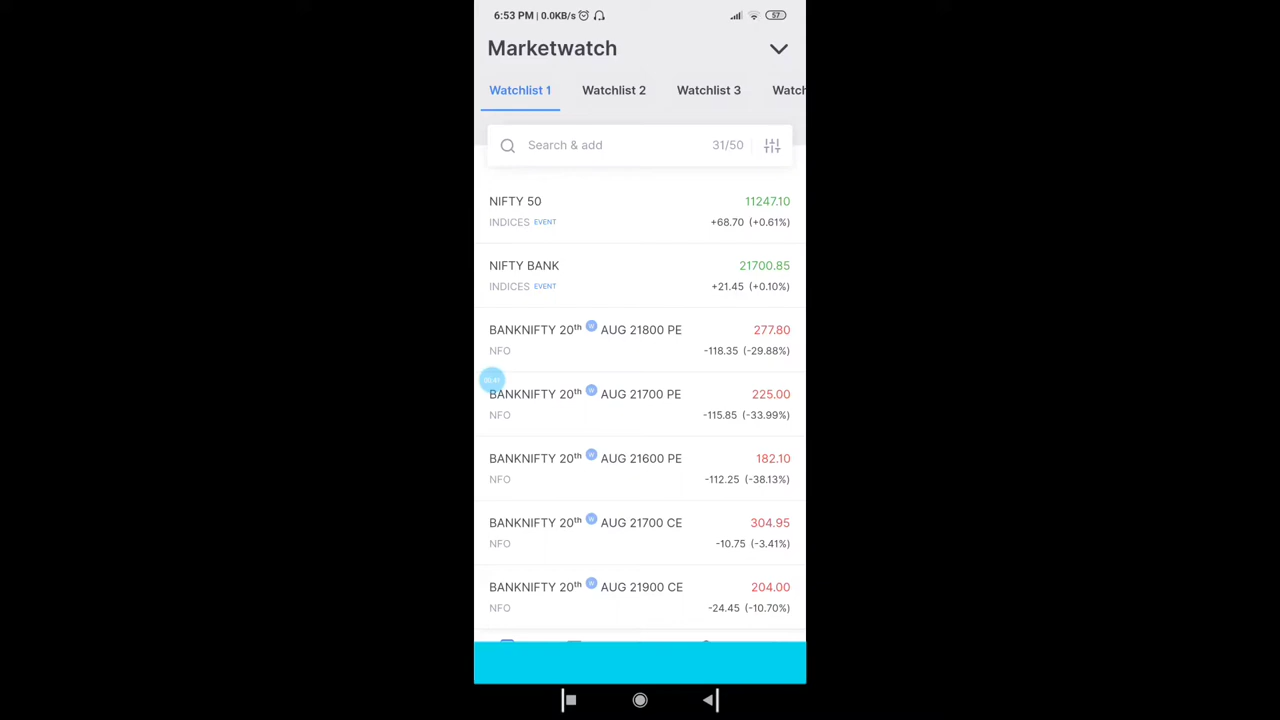 6:53 PM | 0.0KB/s 57
Marketwatch
Watchlist 1 Watchlist 2 Watchlist 3 Watch
Search & add 31/50
NIFTY 50 11247.10
INDICES EVENT +68.70 (+0.61%)
NIFTY BANK 21700.85
INDICES EVENT +21.45 (+0.10%)
BANKNIFTY 20th W AUG 21800 PE 277.80
NFO -118.35 (-29.88%)
BANKNIFTY 20th W AUG 21700 PE 225.00
NFO -115.85 (-33.99%)
BANKNIFTY 20th W AUG 21600 PE 182.10
NFO -112.25 (-38.13%)
BANKNIFTY 20th W AUG 21700 CE 304.95
NFO -10.75 (-3.41%)
BANKNIFTY 20th W AUG 21900 CE 204.00
NFO -24.45 (-10.70%)